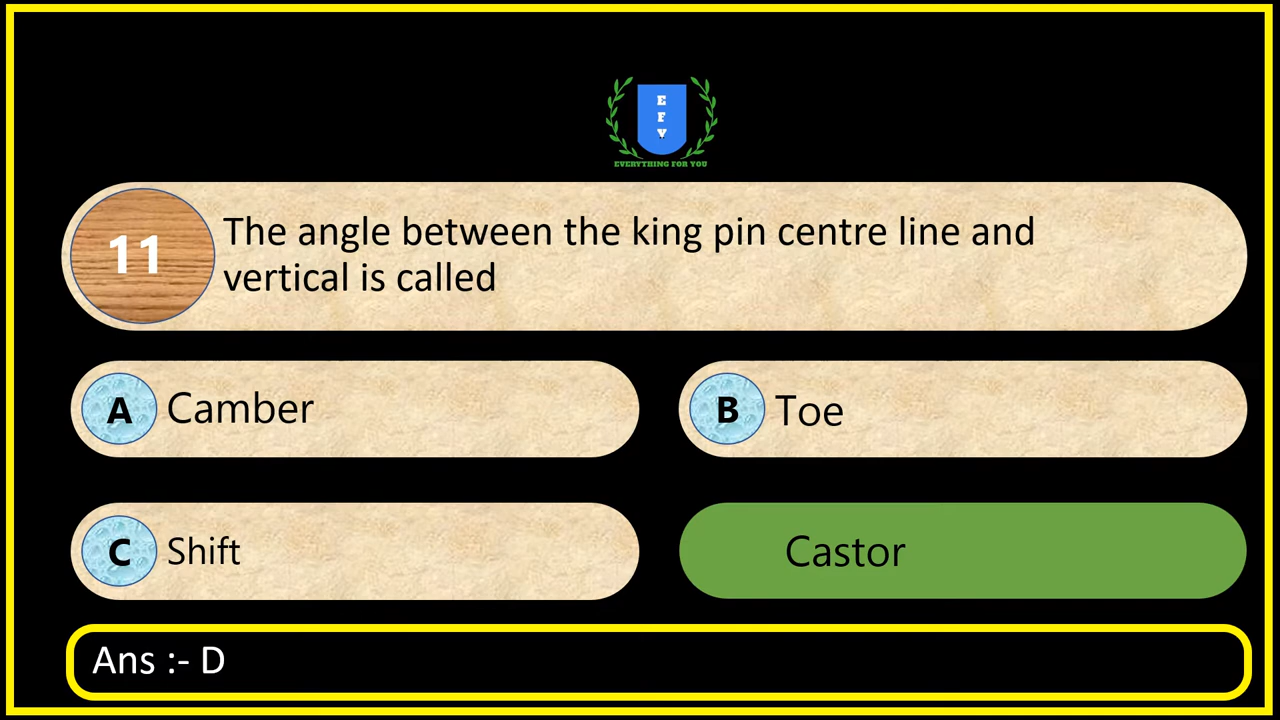 E
F
Y
EVERYTHING FOR YOU
11
The angle between the king pin centre line and
vertical is called
A Camber
B Toe
C Shift
Castor
Ans :- D